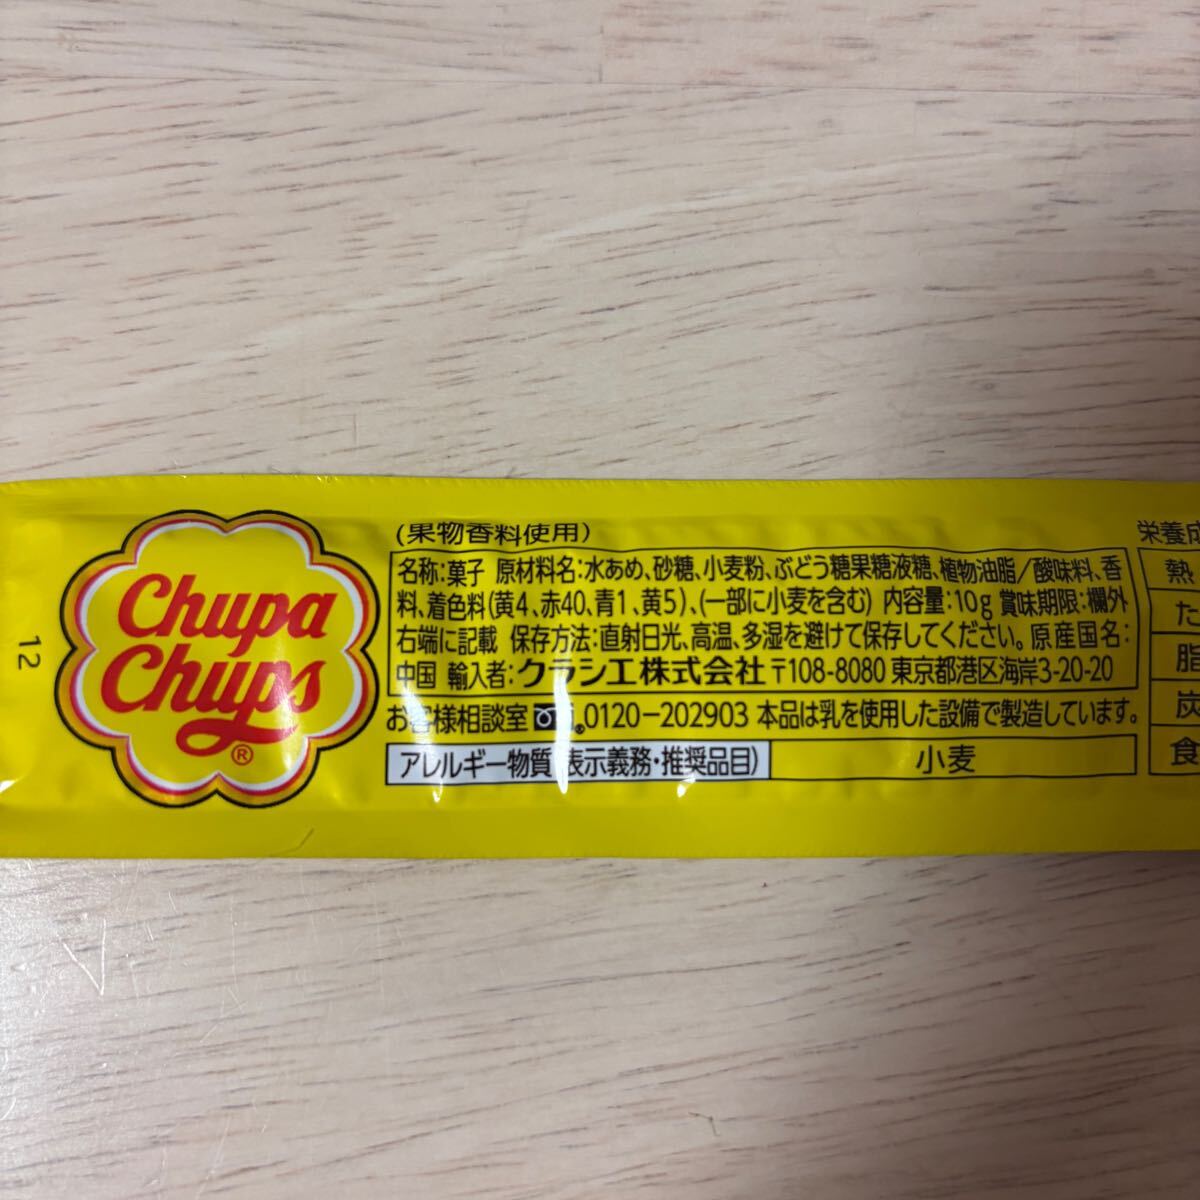 12
Chupa
Chups
®
(果物香料使用)
名称:菓子 原材料名:水あめ、砂糖、小麦粉、ぶどう糖果糖液糖、植物油脂/酸味料、香
料、着色料(黄4、赤40、青1、黄5)、(一部に小麦を含む) 内容量:10g 賞味期限:欄外
右端に記載 保存方法:直射日光、高温、多湿を避けて保存してください。原産国名:
中国 輸入者:クラシエ株式会社 〒108-8080 東京都港区海岸3-20-20
お客様相談室 0120-202903 本品は乳を使用した設備で製造しています。
アレルギー物質(表示義務・推奨品目) 小麦
栄養成
熱
た
脂
炭
食